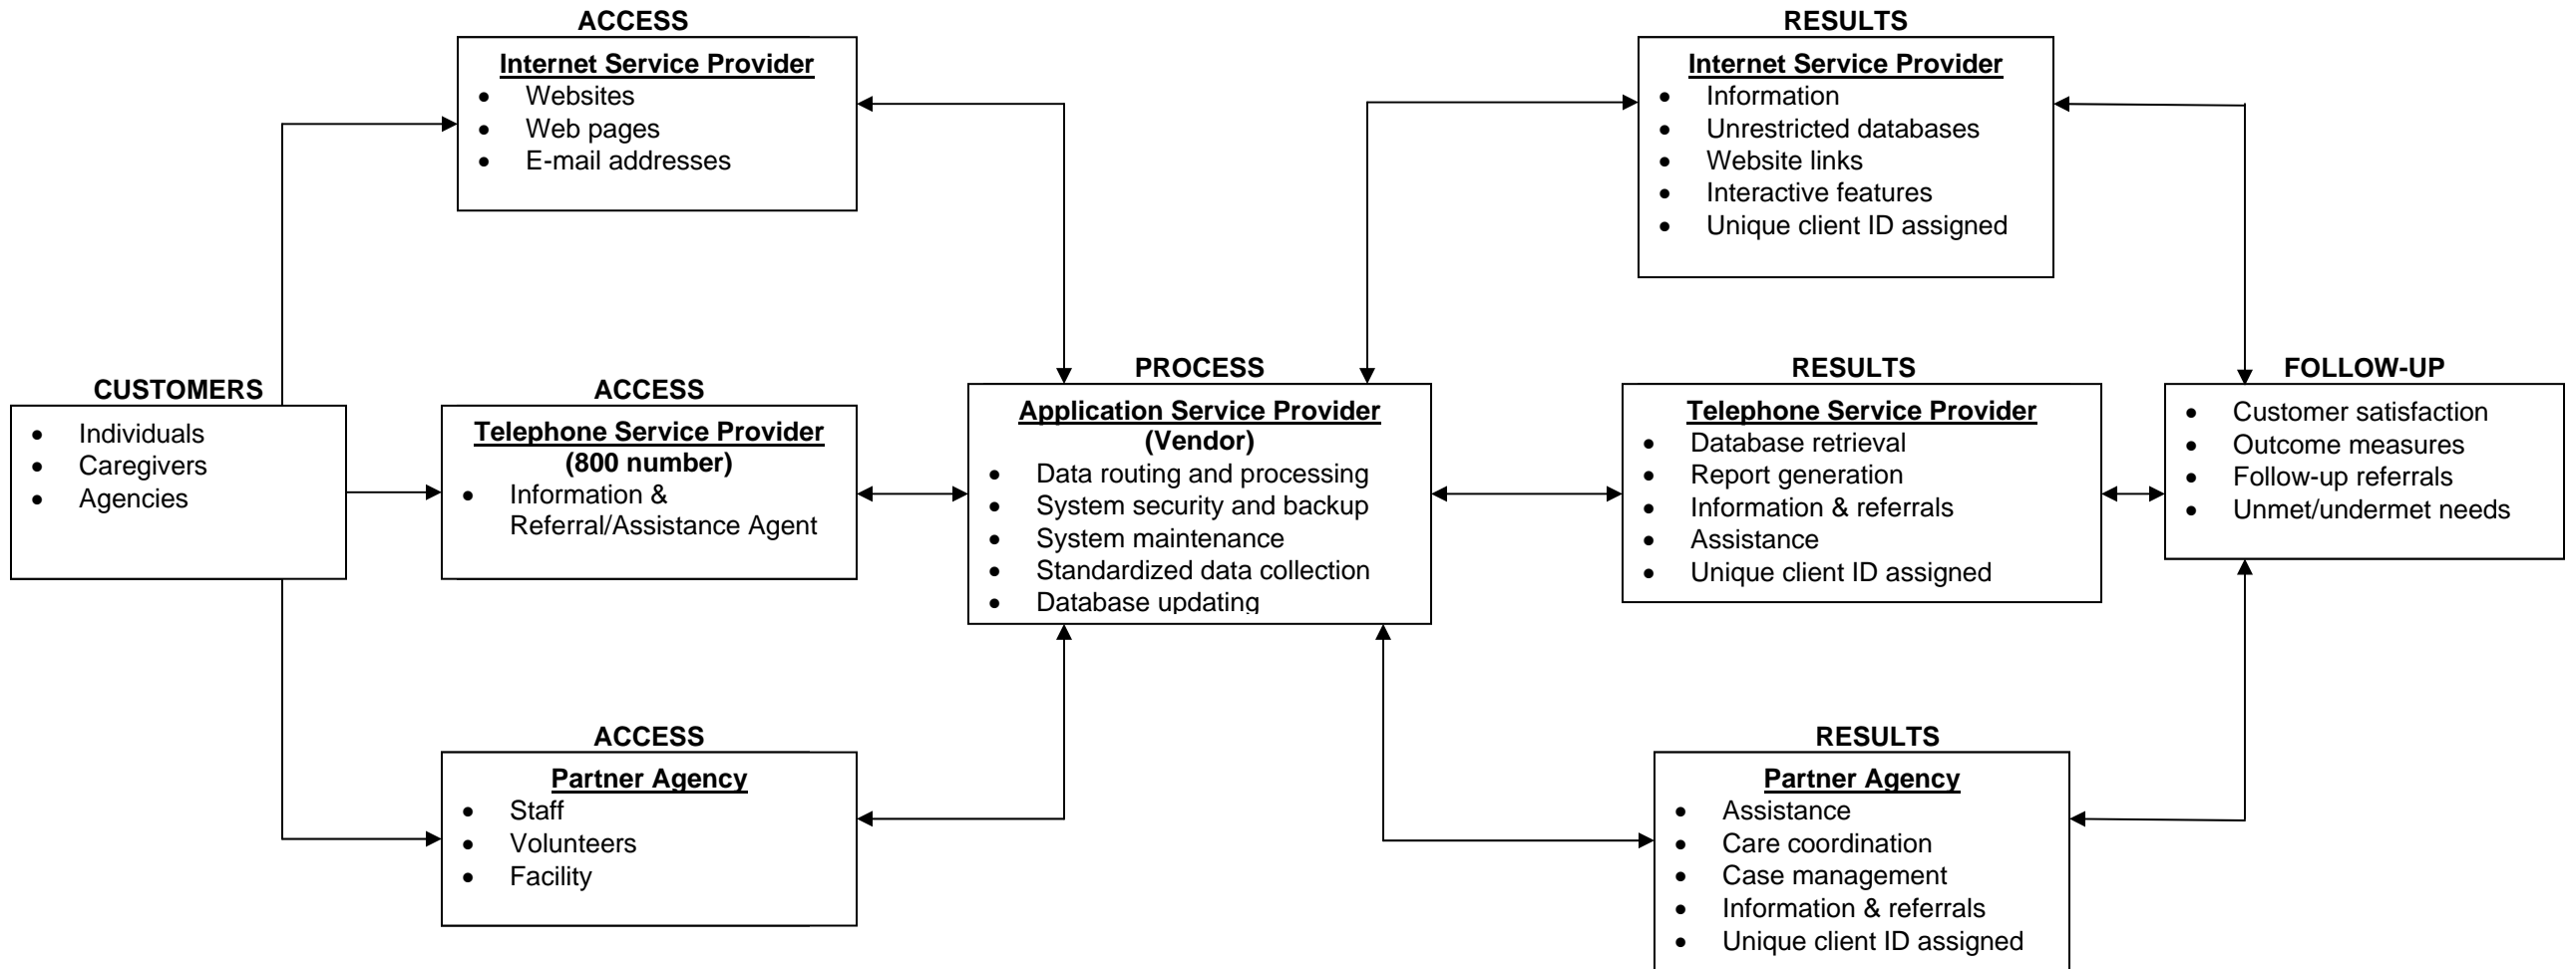 CUSTOMERS
• Individuals
• Caregivers
• Agencies
ACCESS
Internet Service Provider
• Websites
• Web pages
• E-mail addresses
ACCESS
Telephone Service Provider
(800 number)
• Information &
Referral/Assistance Agent
ACCESS
Partner Agency
• Staff
• Volunteers
• Facility
PROCESS
Application Service Provider
(Vendor)
• Data routing and processing
• System security and backup
• System maintenance
• Standardized data collection
• Database updating
RESULTS
Internet Service Provider
• Information
• Unrestricted databases
• Website links
• Interactive features
• Unique client ID assigned
RESULTS
Telephone Service Provider
• Database retrieval
• Report generation
• Information & referrals
• Assistance
• Unique client ID assigned
RESULTS
Partner Agency
• Assistance
• Care coordination
• Case management
• Information & referrals
• Unique client ID assigned
FOLLOW-UP
• Customer satisfaction
• Outcome measures
• Follow-up referrals
• Unmet/undermet needs